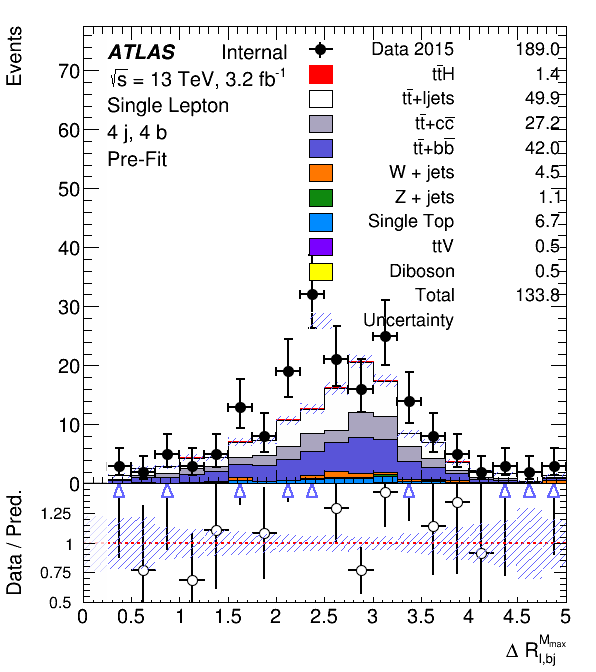 Events
ATLAS Internal
√s = 13 TeV, 3.2 fb⁻¹
Single Lepton
4 j, 4 b
Pre-Fit
Data 2015 189.0
tt̄H 1.4
tt̄+ljets 49.9
tt̄+cc̄ 27.2
tt̄+bb̄ 42.0
W + jets 4.5
Z + jets 1.1
Single Top 6.7
ttV 0.5
Diboson 0.5
Total 133.8
Uncertainty
70
60
50
40
30
20
10
0
Data / Pred.
1.25
1
0.75
0.5
0 0.5 1 1.5 2 2.5 3 3.5 4 4.5 5
Δ R_{l,bj}^{M_{max}}